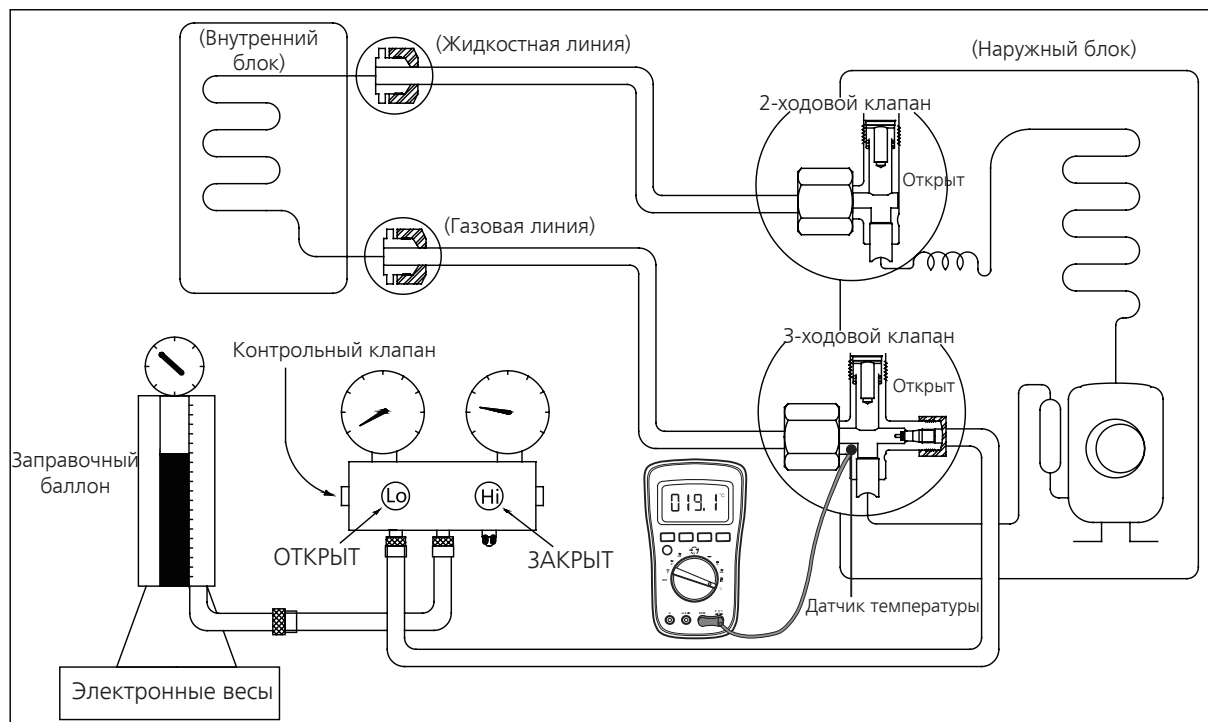 (Внутренний
блок)
(Жидкостная линия)
(Наружный блок)
2-ходовой клапан
Открыт
(Газовая линия)
3-ходовой клапан
Открыт
Контрольный клапан
Заправочный
баллон
Lo
Hi
ОТКРЫТ
ЗАКРЫТ
019.1
Датчик температуры
Электронные весы